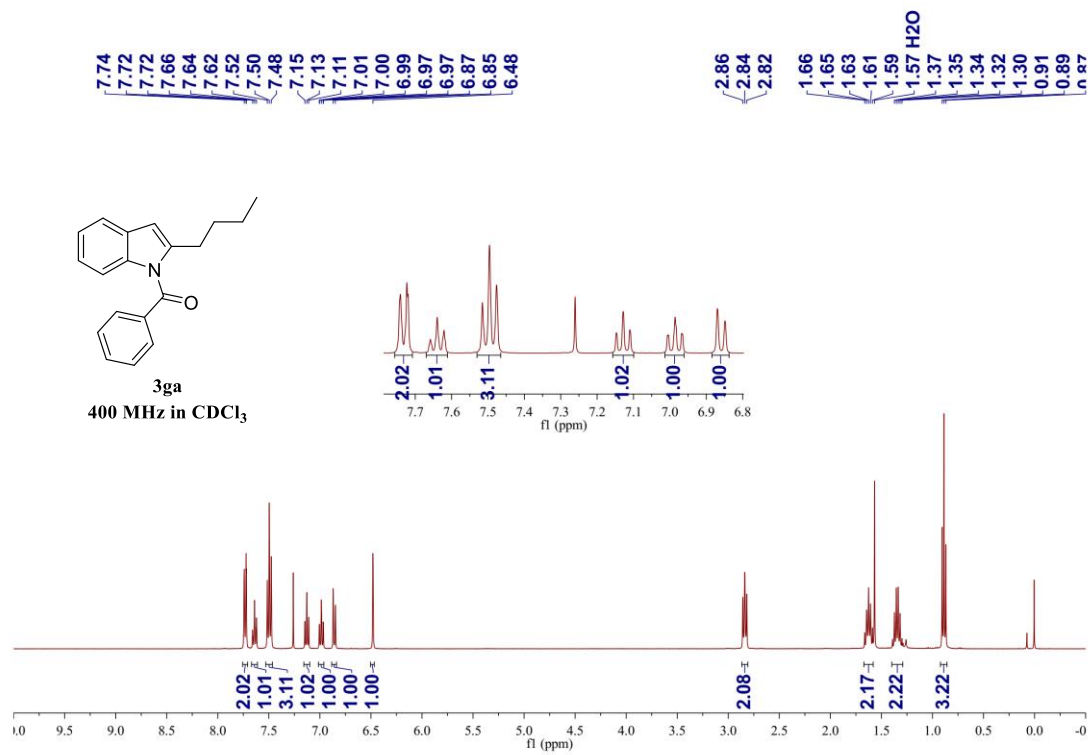 7.74 7.72 7.72 7.66 7.64 7.62 7.52 7.50 7.48 7.15 7.13 7.11 7.01 7.00 6.99 6.97 6.97 6.87 6.85 6.48 2.86 2.84 2.82 1.66 1.65 1.63 1.61 1.59 1.57 H2O 1.37 1.35 1.34 1.32 1.30 0.91 0.89 0.87
N
O
3ga
400 MHz in CDCl3
2.02 1.01 3.11 1.02 1.00 1.00
7.7 7.6 7.5 7.4 7.3 7.2 7.1 7.0 6.9 6.8
f1 (ppm)
2.02 1.01 3.11 1.02 1.00 1.00 1.00 2.08 2.17 2.22 3.22
9.5 9.0 8.5 8.0 7.5 7.0 6.5 6.0 5.5 5.0 4.5 4.0 3.5 3.0 2.5 2.0 1.5 1.0 0.5 0.0
f1 (ppm)